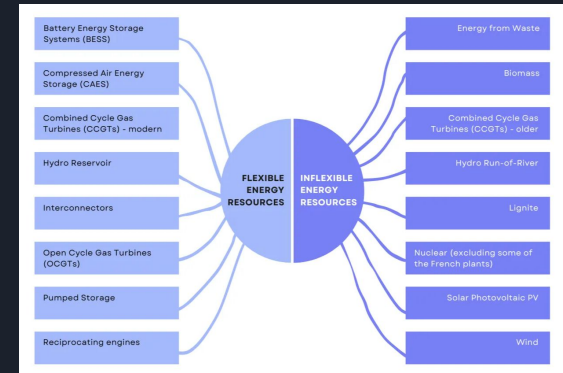 Battery Energy Storage
Systems (BESS)
Compressed Air Energy
Storage (CAES)
Combined Cycle Gas
Turbines (CCGTs) - modern
Hydro Reservoir
Interconnectors
Open Cycle Gas Turbines
(OCGTs)
Pumped Storage
Reciprocating engines
FLEXIBLE
ENERGY
RESOURCES
INFLEXIBLE
ENERGY
RESOURCES
Energy from Waste
Biomass
Combined Cycle Gas
Turbines (CCGTs) - older
Hydro Run-of-River
Lignite
Nuclear (excluding some of
the French plants)
Solar Photovoltaic PV
Wind